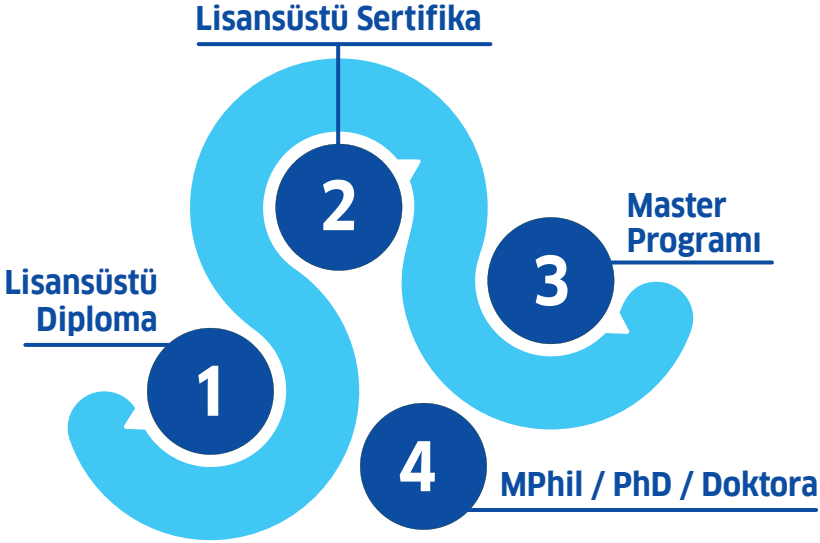 Lisansüstü Sertifika
2
Master
Programı
3
Lisansüstü
Diploma
1
4
MPhil / PhD / Doktora